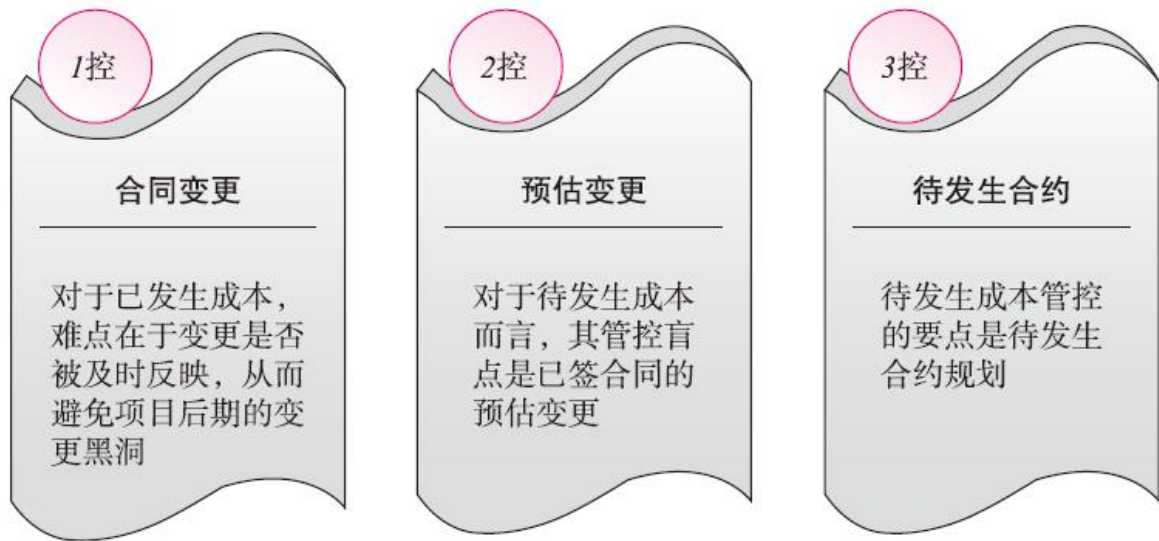 1控
合同变更
对于已发生成本，
难点在于变更是否
被及时反映，从而
避免项目后期的变
更黑洞
2控
预估变更
对于待发生成本
而言，其管控盲
点是已签合同的
预估变更
3控
待发生合约
待发生成本管控
的要点是待发生
合约规划